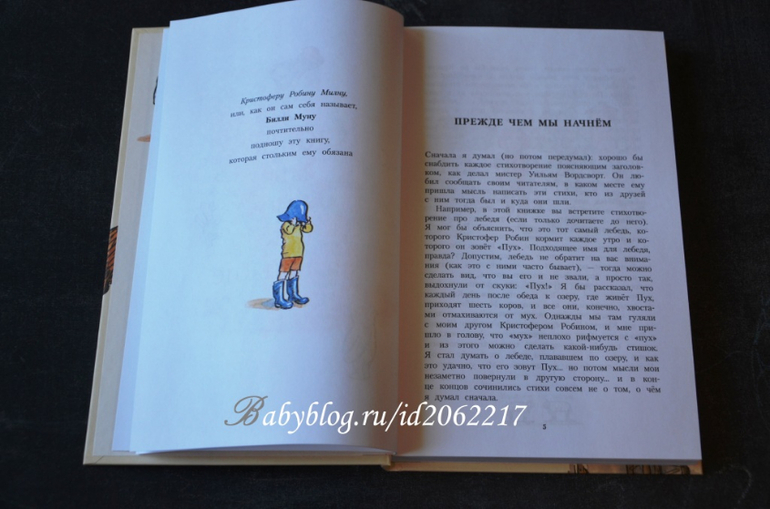 Кристоферу Робину Милну,
или, как он сам себя называет,
Билли Муну
почтительно
подношу эту книгу,
которая стольким ему обязана
ПРЕЖДЕ ЧЕМ МЫ НАЧНЁМ
Сначала я думал (но потом передумал): хорошо бы
снабдить каждое стихотворение поясняющим заголов-
ком, как делал мистер Уильям Вордсворт. Он лю-
бил сообщать своим читателям, в каком месте ему
пришла мысль написать эти стихи, кто из друзей
с ним тогда был и куда они шли.
Например, в этой книжке вы встретите стихотво-
рение про лебедя (если только дочитаете до него).
Я мог бы объяснить, что это тот самый лебедь, ко-
торого Кристофер Робин кормит каждое утро и ко-
торого он зовёт «Пух». Подходящее имя для лебедя,
правда? Допустим, лебедь не обратит на вас внима-
ния (как это с ними часто бывает), — тогда можно
сделать вид, что вы его и не звали, а просто так,
выдохнули от скуки: «Пух!» Я бы рассказал, что
каждый день после обеда к озеру, где живёт Пух,
приходят шесть коров, и все они, конечно, хвоста-
ми отмахиваются от мух. Однажды мы там гуляли
с моим другом Кристофером Робином, и мне при-
шло в голову, что «мух» неплохо рифмуется с «пух»
и из этого можно сделать какой-нибудь стишок.
Я стал думать о лебеде, плававшем по озеру, и как
это удачно, что его зовут Пух... но потом мысли мои
незаметно повернули в другую сторону... и в кон-
це концов сочинились стихи совсем не о том, о чём
я думал сначала.
5
Babyblog.ru/id2062217